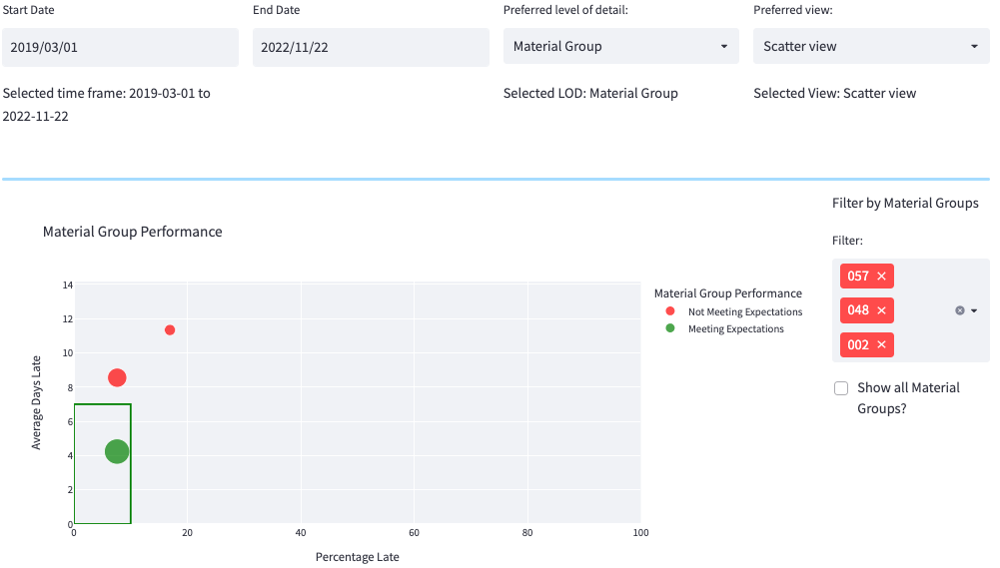 Start Date
End Date
Preferred level of detail:
Preferred view:
2019/03/01
2022/11/22
Material Group
Scatter view
Selected time frame: 2019-03-01 to
2022-11-22
Selected LOD: Material Group
Selected View: Scatter view
Filter by Material Groups
Material Group Performance
Filter:
057 ✕
048 ✕
002 ✕
Show all Material
Groups?
Material Group Performance
Not Meeting Expectations
Meeting Expectations
Average Days Late
14
12
10
8
6
4
2
0
0 20 40 60 80 100
Percentage Late